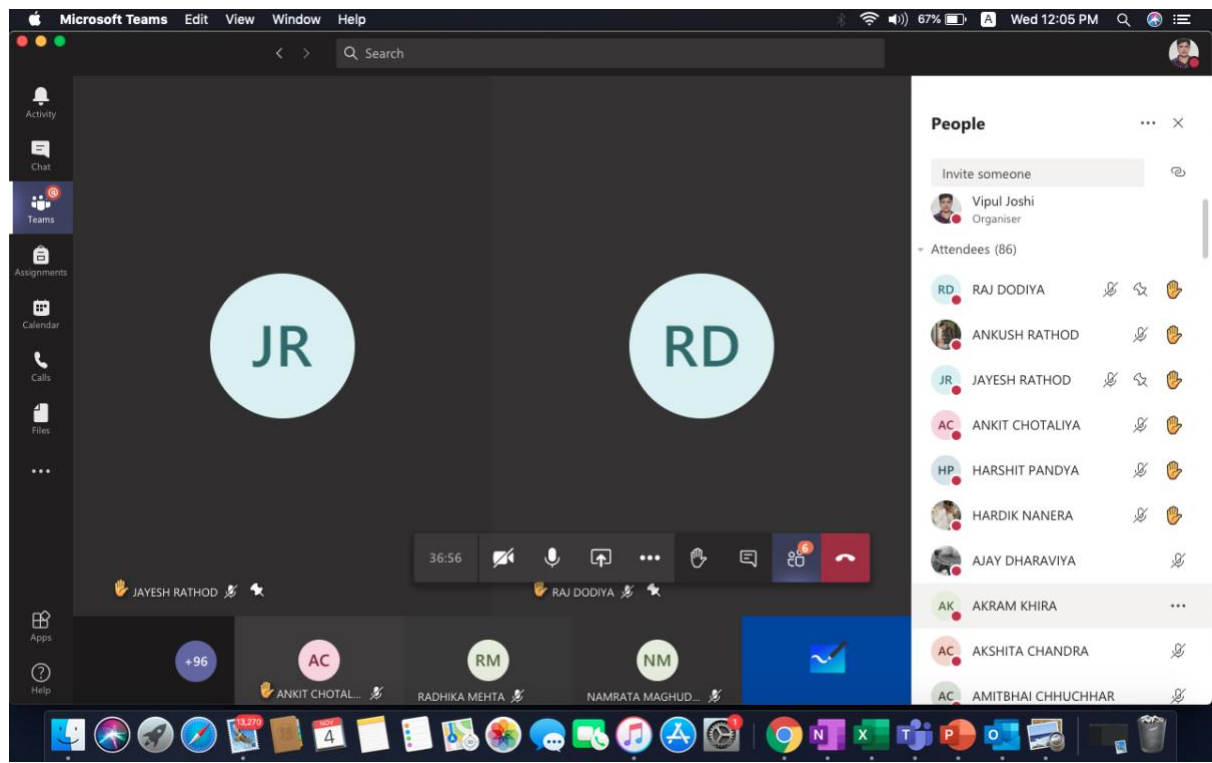 Microsoft Teams Edit View Window Help 67% A Wed 12:05 PM
Search
Activity
Chat
Teams
Assignments
Calendar
Calls
Files
Apps
Help
JR
RD
36:56
6
JAYESH RATHOD
RAJ DODIYA
+96
AC
RM
NM
ANKIT CHOTAL...
RADHIKA MEHTA
NAMRATA MAGHUD...
People
Invite someone
Vipul Joshi
Organiser
Attendees (86)
RD RAJ DODIYA
ANKUSH RATHOD
JR JAYESH RATHOD
AC ANKIT CHOTALIYA
HP HARSHIT PANDYA
HARDIK NANERA
AJAY DHARAVIYA
AK AKRAM KHIRA
AC AKSHITA CHANDRA
AC AMITBHAI CHUCHHAR
13,270
NOV
4
1
N
X
T
P
O